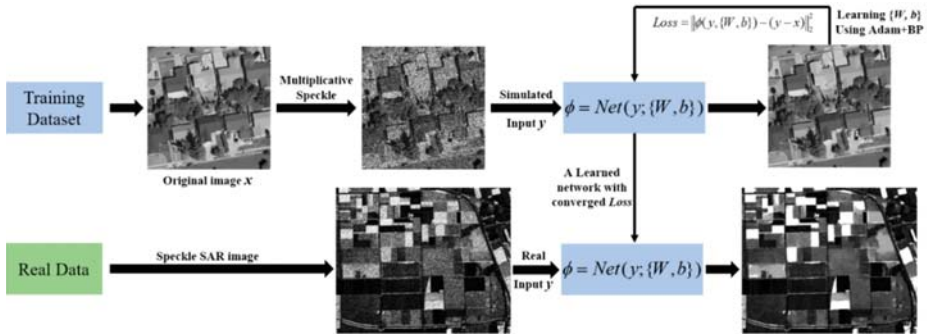 Loss = ‖ϕ(y,{W,b})−(y−x)‖₂²
Learning {W, b}
Using Adam+BP
Training
Dataset
Multiplicative
Speckle
Simulated
Input y
ϕ = Net(y;{W,b})
Original image x
A Learned
network with
converged Loss
Real Data
Speckle SAR image
Real
Input y
ϕ = Net(y;{W,b})